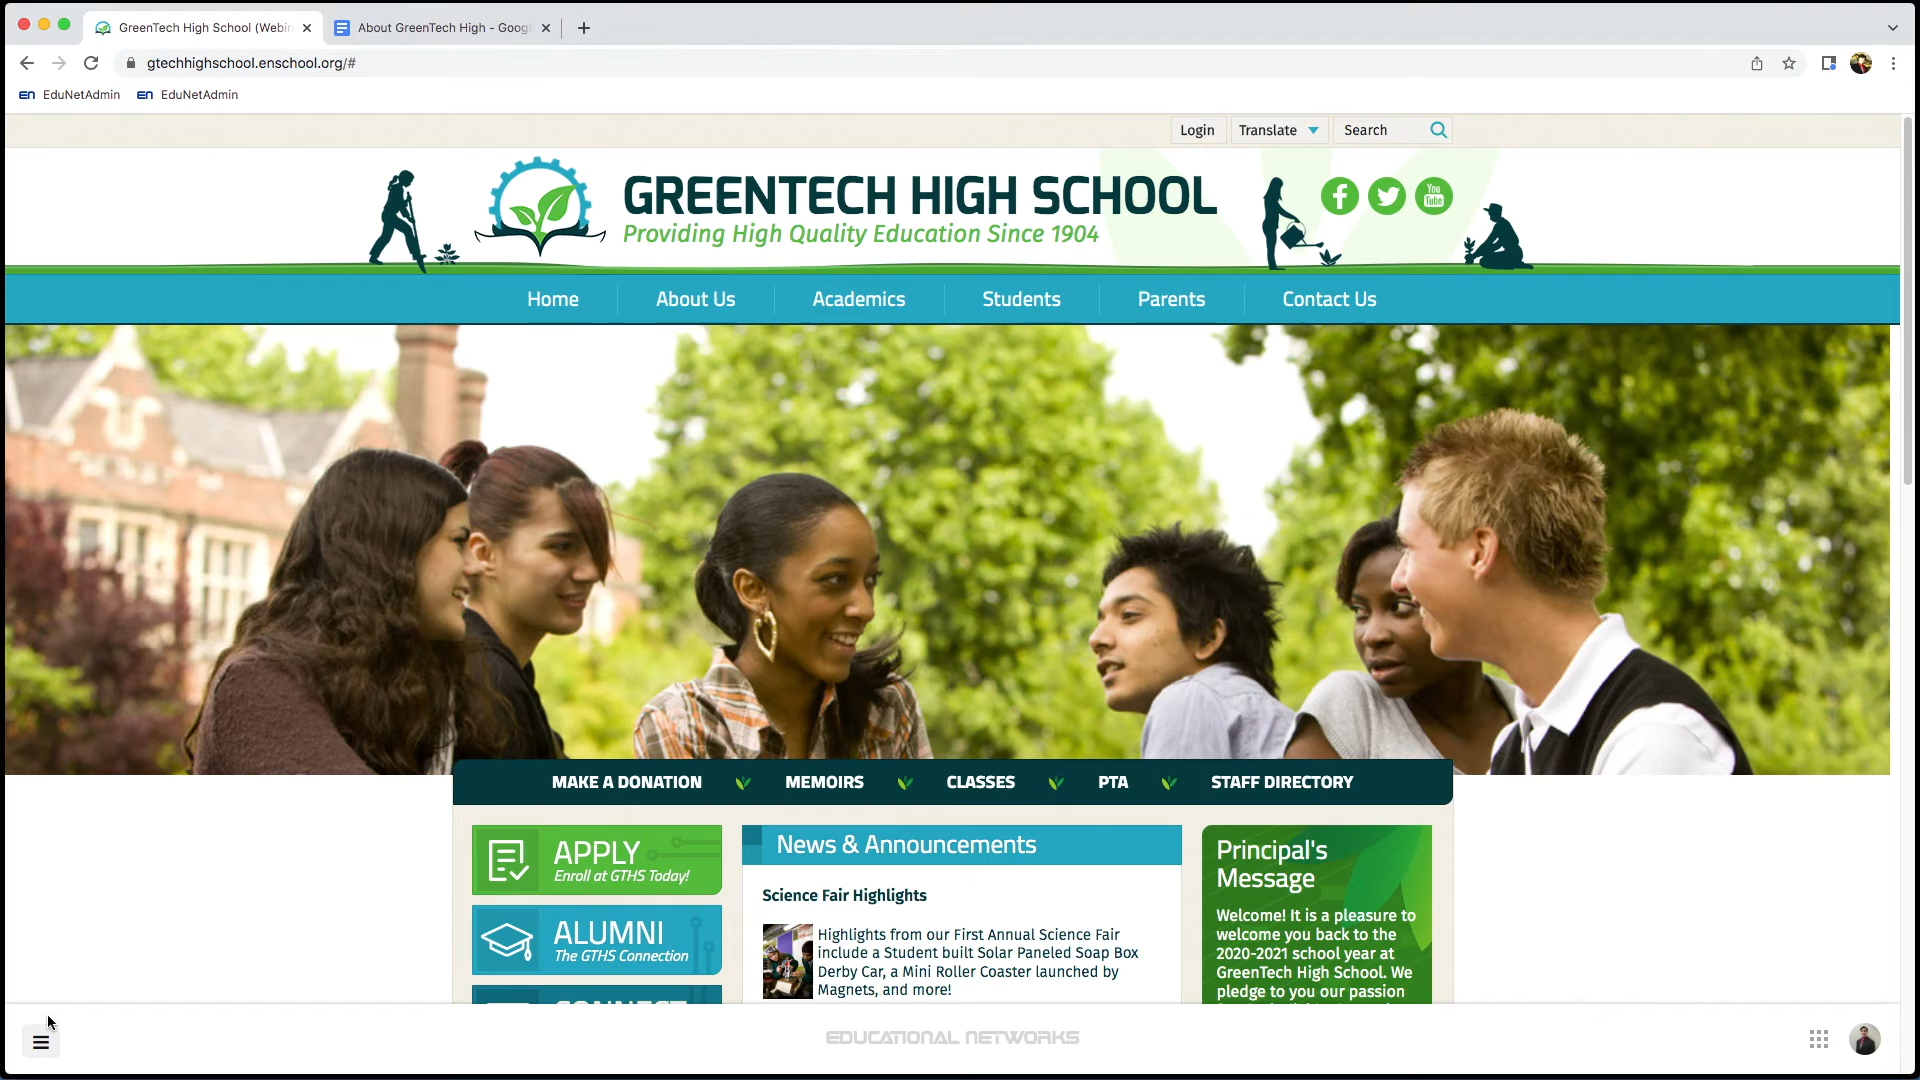 GreenTech High School (Webin
About GreenTech High - Goog
gtechhighschool.enschool.org/#
EN EduNetAdmin
EN EduNetAdmin
Login
Translate
Search
GREENTECH HIGH SCHOOL
Providing High Quality Education Since 1904
You
Tube
Home
About Us
Academics
Students
Parents
Contact Us
MAKE A DONATION
MEMOIRS
CLASSES
PTA
STAFF DIRECTORY
APPLY
Enroll at GTHS Today!
ALUMNI
The GTHS Connection
News & Announcements
Science Fair Highlights
Highlights from our First Annual Science Fair
include a Student built Solar Paneled Soap Box
Derby Car, a Mini Roller Coaster launched by
Magnets, and more!
Principal's
Message
Welcome! It is a pleasure to
welcome you back to the
2020-2021 school year at
GreenTech High School. We
pledge to you our passion
EDUCATIONAL NETWORKS